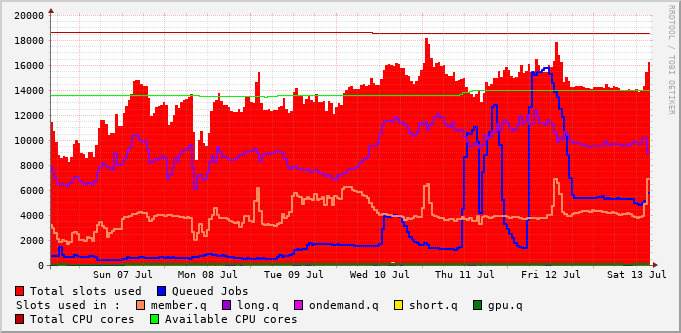 20000
18000
16000
14000
12000
10000
8000
6000
4000
2000
0
Sun 07 Jul Mon 08 Jul Tue 09 Jul Wed 10 Jul Thu 11 Jul Fri 12 Jul Sat 13 Jul
Total slots used Queued Jobs
Slots used in : member.q long.q ondemand.q short.q gpu.q
Total CPU cores Available CPU cores
RRDTOOL / TOBI OETIKER